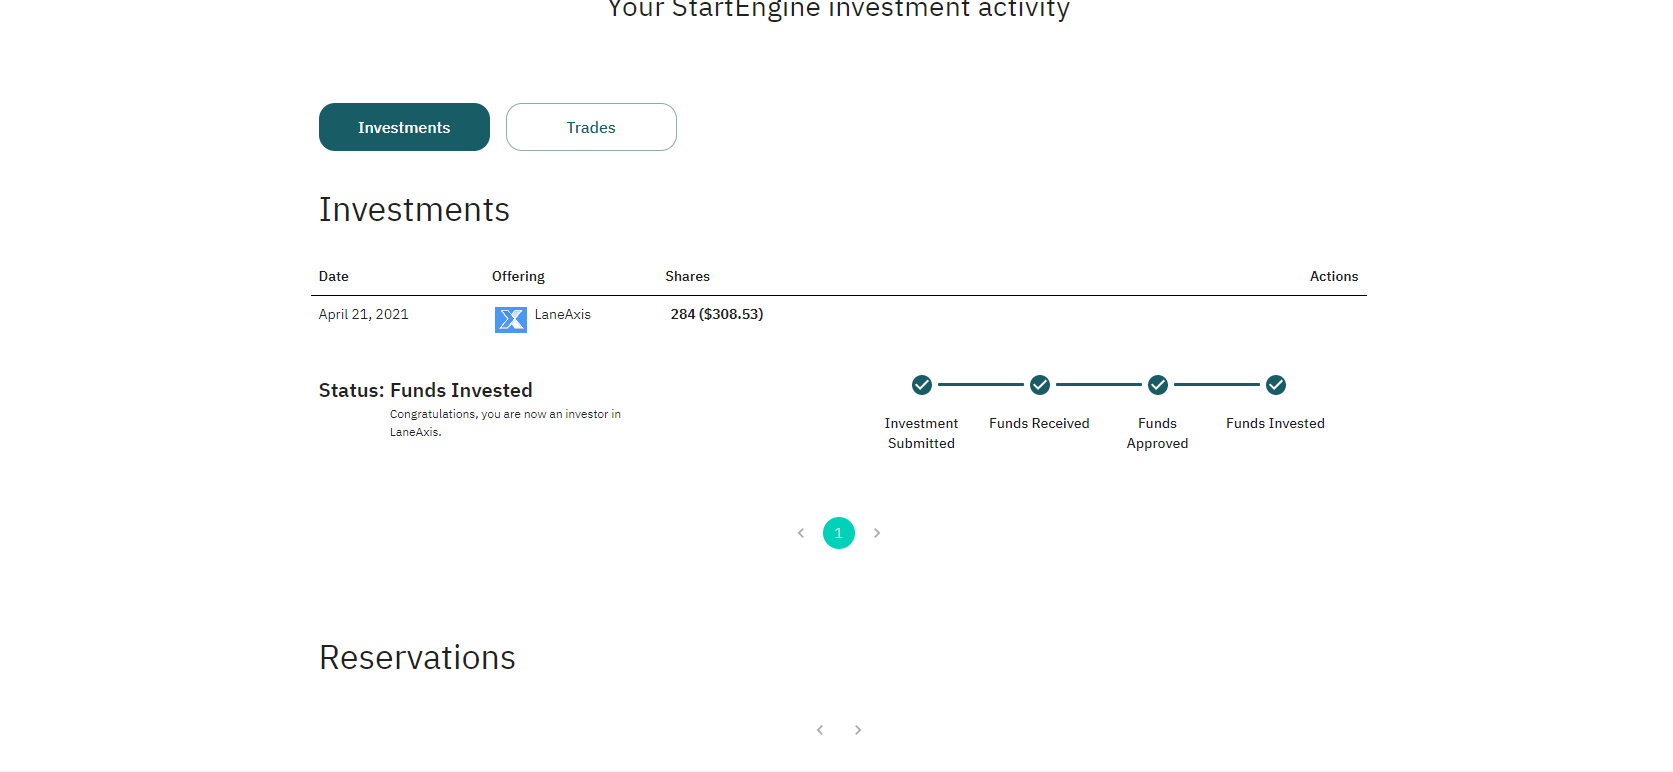 Your StartEngine investment activity
Investments
Trades
Investments
Date Offering Shares Actions
April 21, 2021 LaneAxis 284 ($308.53)
Status: Funds Invested
Congratulations, you are now an investor in
LaneAxis.
Investment
Submitted
Funds Received
Funds
Approved
Funds Invested
1
Reservations